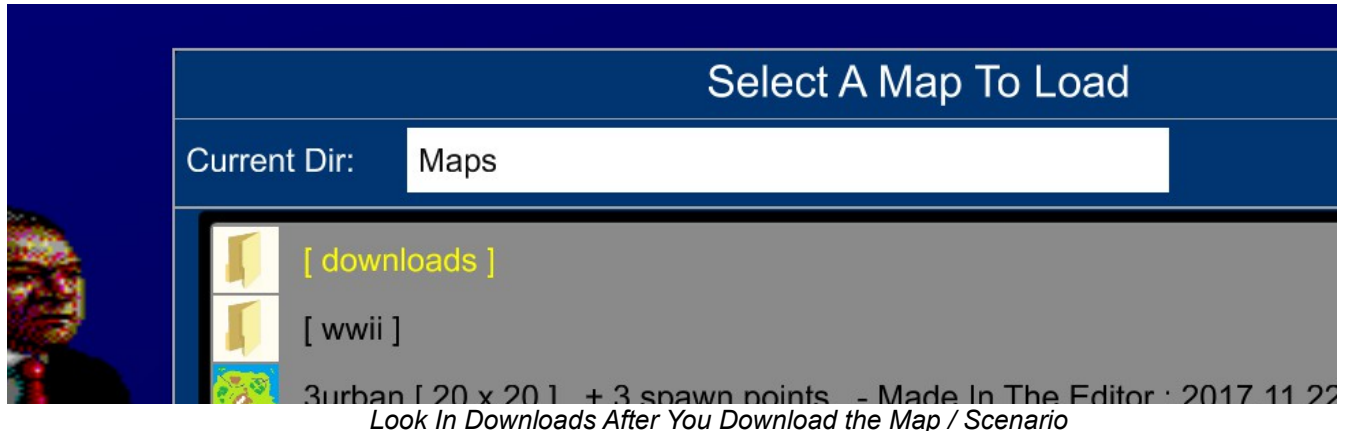 Select A Map To Load
Current Dir: Maps
[ downloads ]
[ wwii ]
3urban [ 20 x 20 ] + 3 spawn points - Made In The Editor : 2017 11 22
Look In Downloads After You Download the Map / Scenario